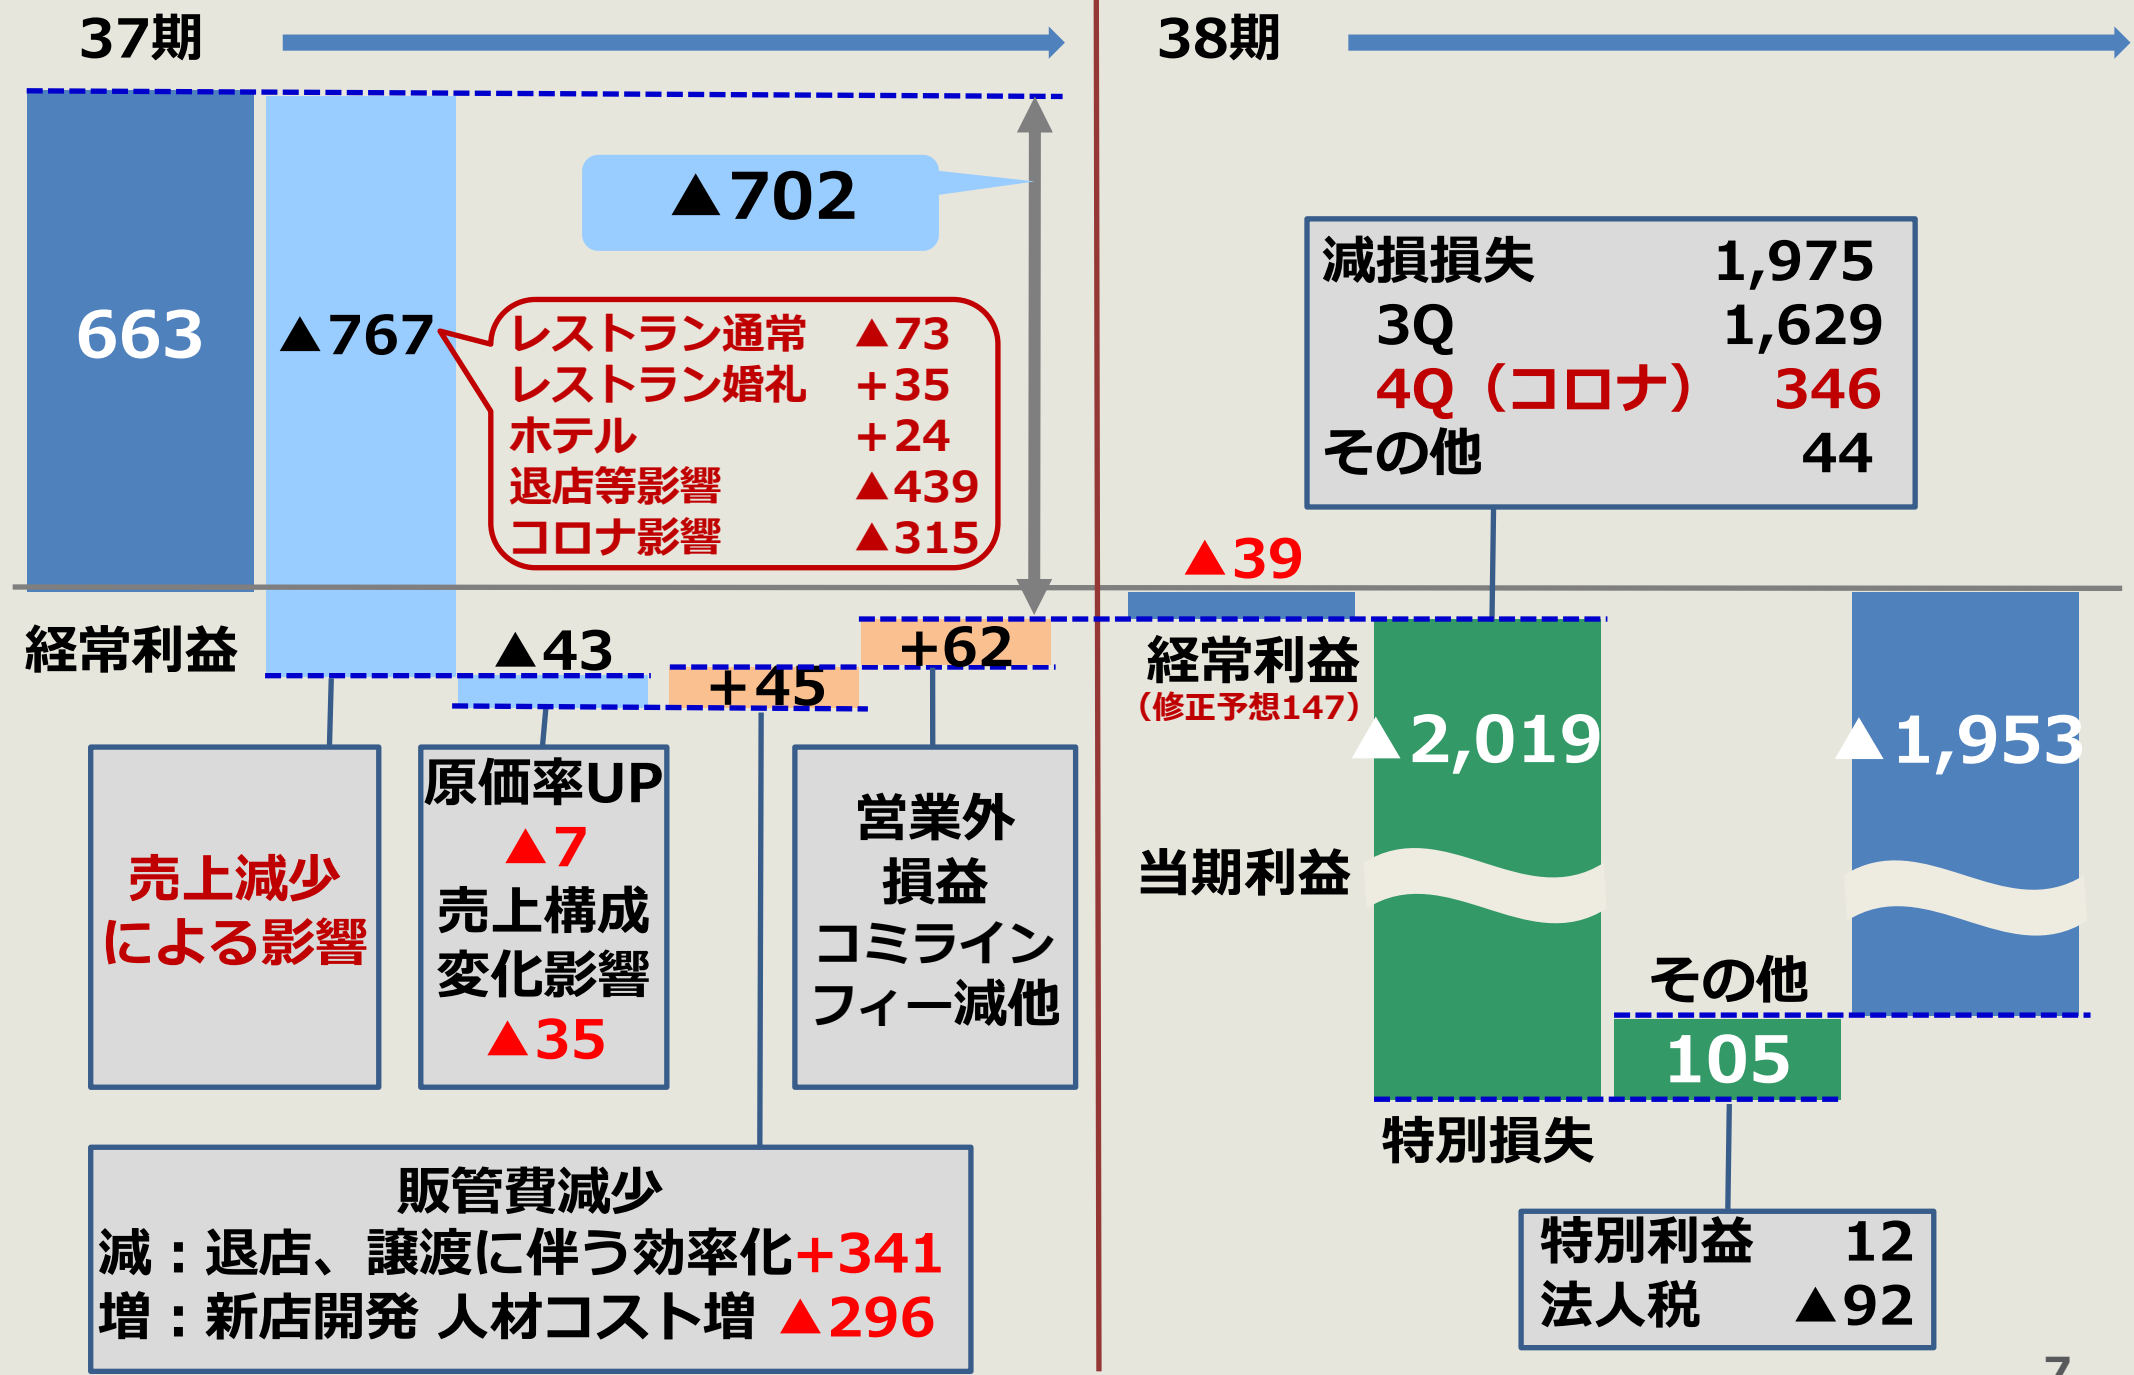 37期
38期
663
▲767
▲702
レストラン通常 ▲73
レストラン婚礼 +35
ホテル +24
退店等影響 ▲439
コロナ影響 ▲315
経常利益
▲43
+45
+62
売上減少
による影響
原価率UP
▲7
売上構成
変化影響
▲35
営業外
損益
コミライン
フィー減他
販管費減少
減：退店、譲渡に伴う効率化+341
増：新店開発 人材コスト増 ▲296
減損損失 1,975
3Q 1,629
4Q（コロナ） 346
その他 44
▲39
経常利益
（修正予想147）
▲2,019
▲1,953
当期利益
その他
105
特別損失
特別利益 12
法人税 ▲92
7